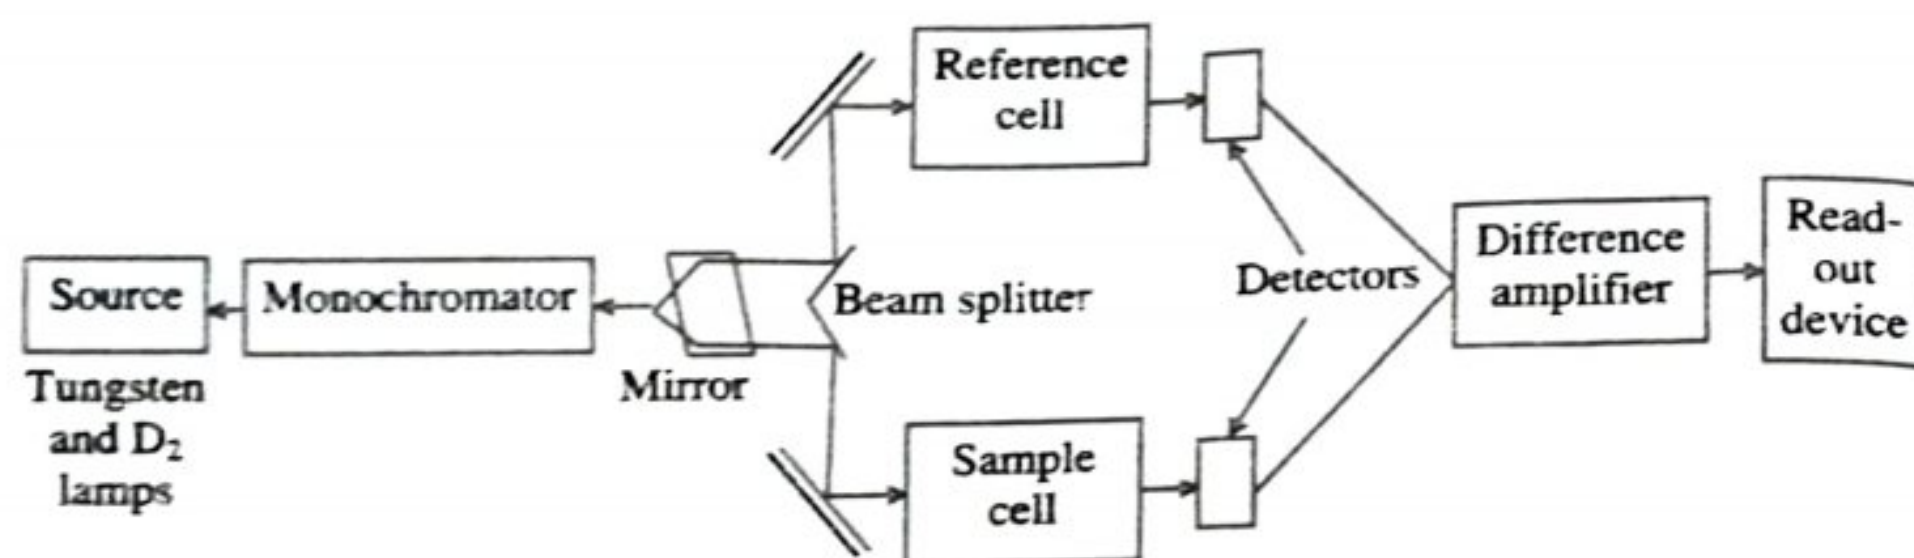 Reference
cell
Source
Monochromator
Tungsten
and D₂
lamps
Mirror
Beam splitter
Detectors
Sample
cell
Difference
amplifier
Read-
out
device